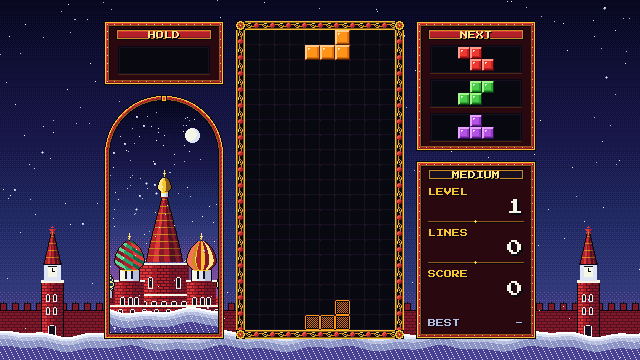 HOLD
NEXT
MEDIUM
LEVEL
1
LINES
0
SCORE
0
BEST -